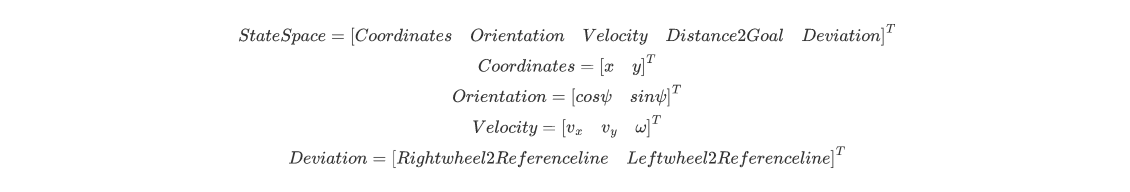 StateSpace = [Coordinates Orientation Velocity Distance2Goal Deviation]^T
Coordinates = [x y]^T
Orientation = [cosψ sinψ]^T
Velocity = [v_x v_y ω]^T
Deviation = [Rightwheel2Referenceline Leftwheel2Referenceline]^T